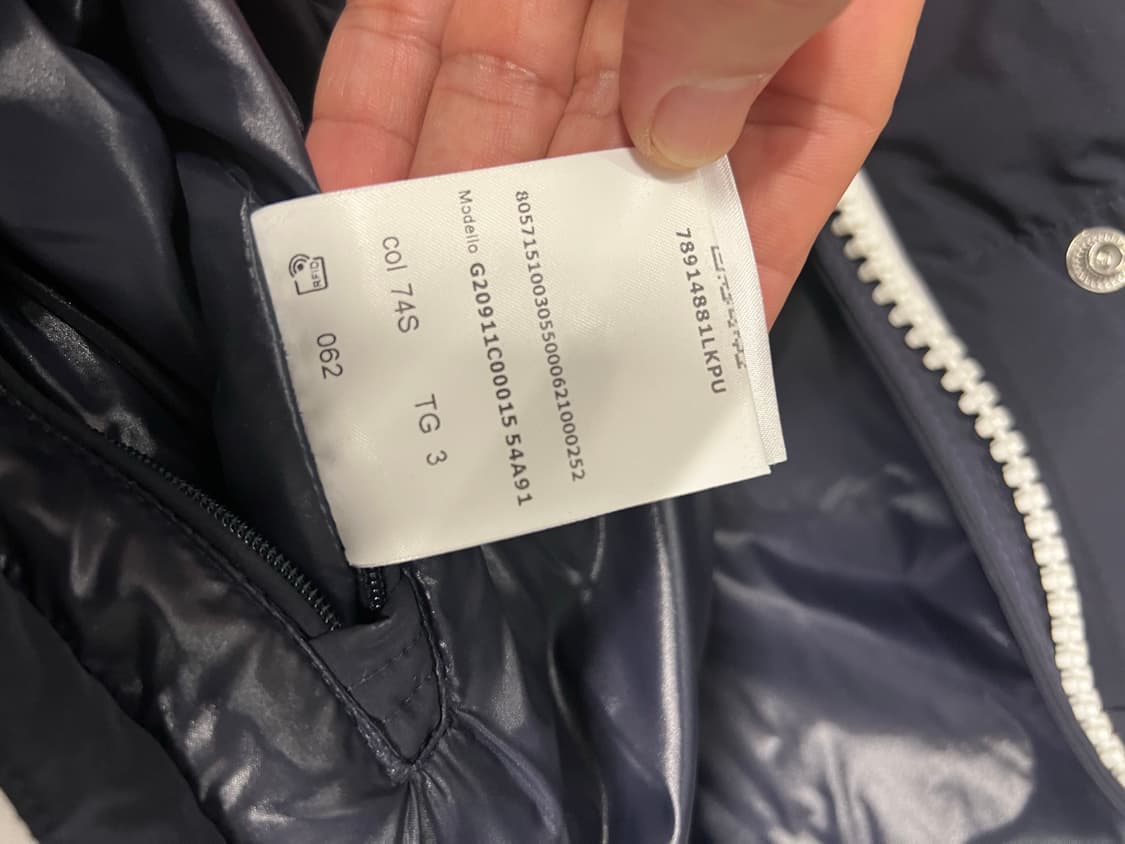 78914881LKPU
8057151003055000621000252
Modello G20911C00015 54A91
col 74S TG 3
RFID 062